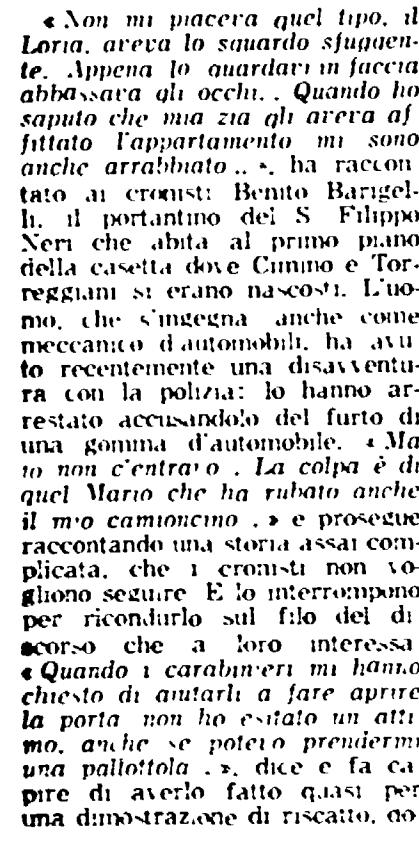 « Non mi piaceva quel tipo, il
Loria, aveva lo sguardo sfuggen-
te. Appena lo guardavi in faccia
abbassava gli occhi.. Quando ho
saputo che mia zia gli aveva af
fittato l'appartamento mi sono
anche arrabbiato .. », ha raccon
tato ai cronisti Benito Barigel-
li, il portantino del S Filippo
Neri che abita al primo piano
della casetta dove Cimino e Tor-
reggiani si erano nascosti. L'uo-
mo, che s'ingegna anche come
meccanico d'automobili, ha avu
to recentemente una disavventu-
ra con la polizia: lo hanno ar-
restato accusandolo del furto di
una gomma d'automobile. « Ma
io non c'entravo . La colpa è di
quel Mario che ha rubato anche
il mio camioncino . » e prosegue
raccontando una storia assai com-
plicata, che i cronisti non vo-
gliono seguire E lo interrompono
per ricondurlo sul filo del di
scorso che a loro interessa
« Quando i carabinieri mi hanno
chiesto di aiutarli a fare aprire
la porta non ho esitato un atti
mo, anche se potevo prendermi
una pallottola . », dice e fa ca
pire di averlo fatto quasi per
una dimostrazione di riscatto, do